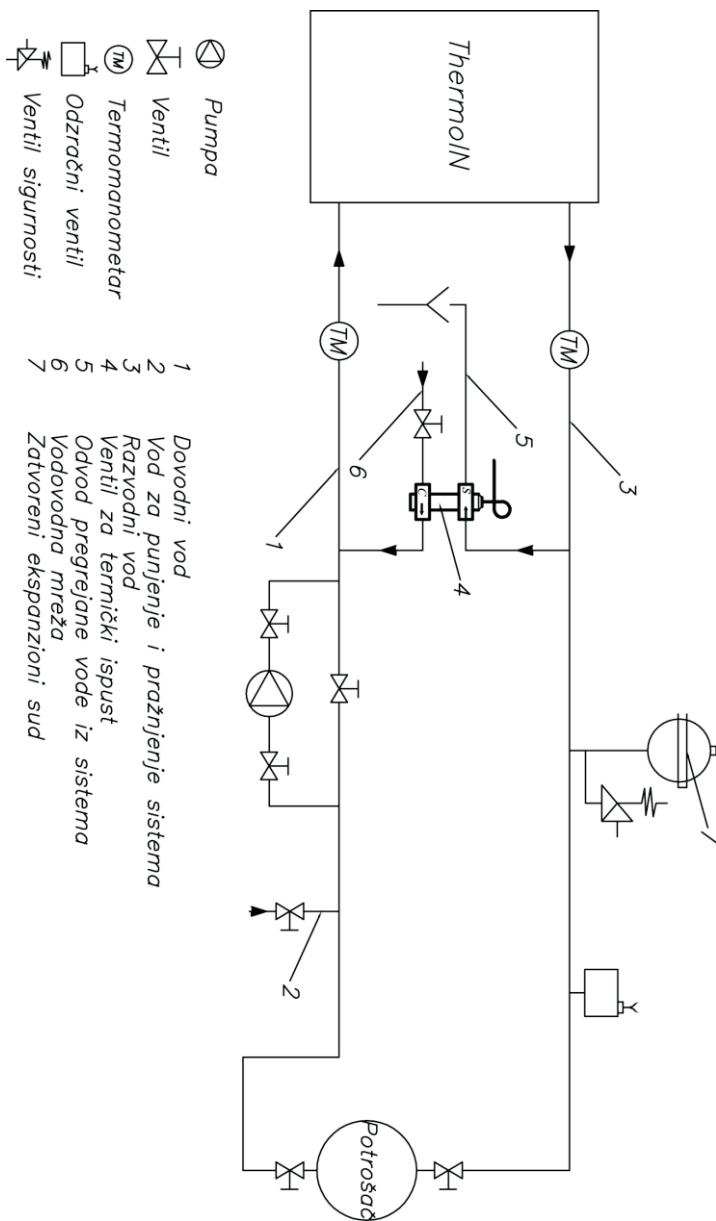 ThermoIN
TM
3
7
5
S
C
4
6
TM
1
2
Potrošač
Pumpa
Ventil
TM Termomanometar
Odzračni ventil
Ventil sigurnosti
1 Dovodni vod
2 Vod za punjenje i pražnjenje sistema
3 Razvodni vod
4 Ventil za termički ispust
5 Odvod pregrejane vode iz sistema
6 Vodovodna mreža
7 Zatvoreni ekspanzioni sud